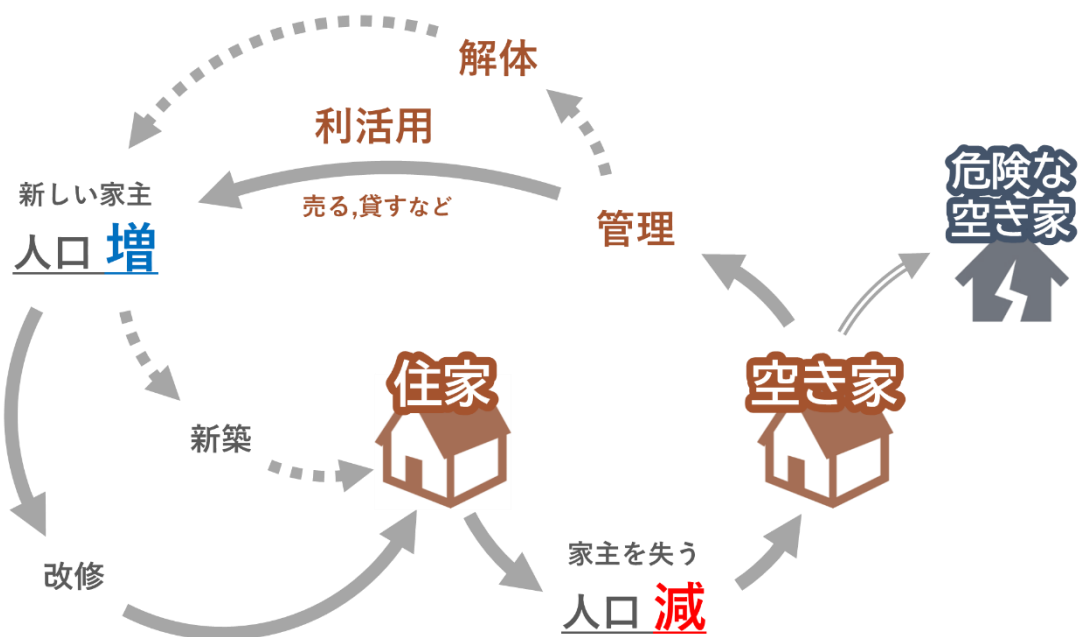 解体
利活用
売る,貸すなど
管理
危険な
空き家
新しい家主
人口 増
住家
空き家
新築
改修
家主を失う
人口 減